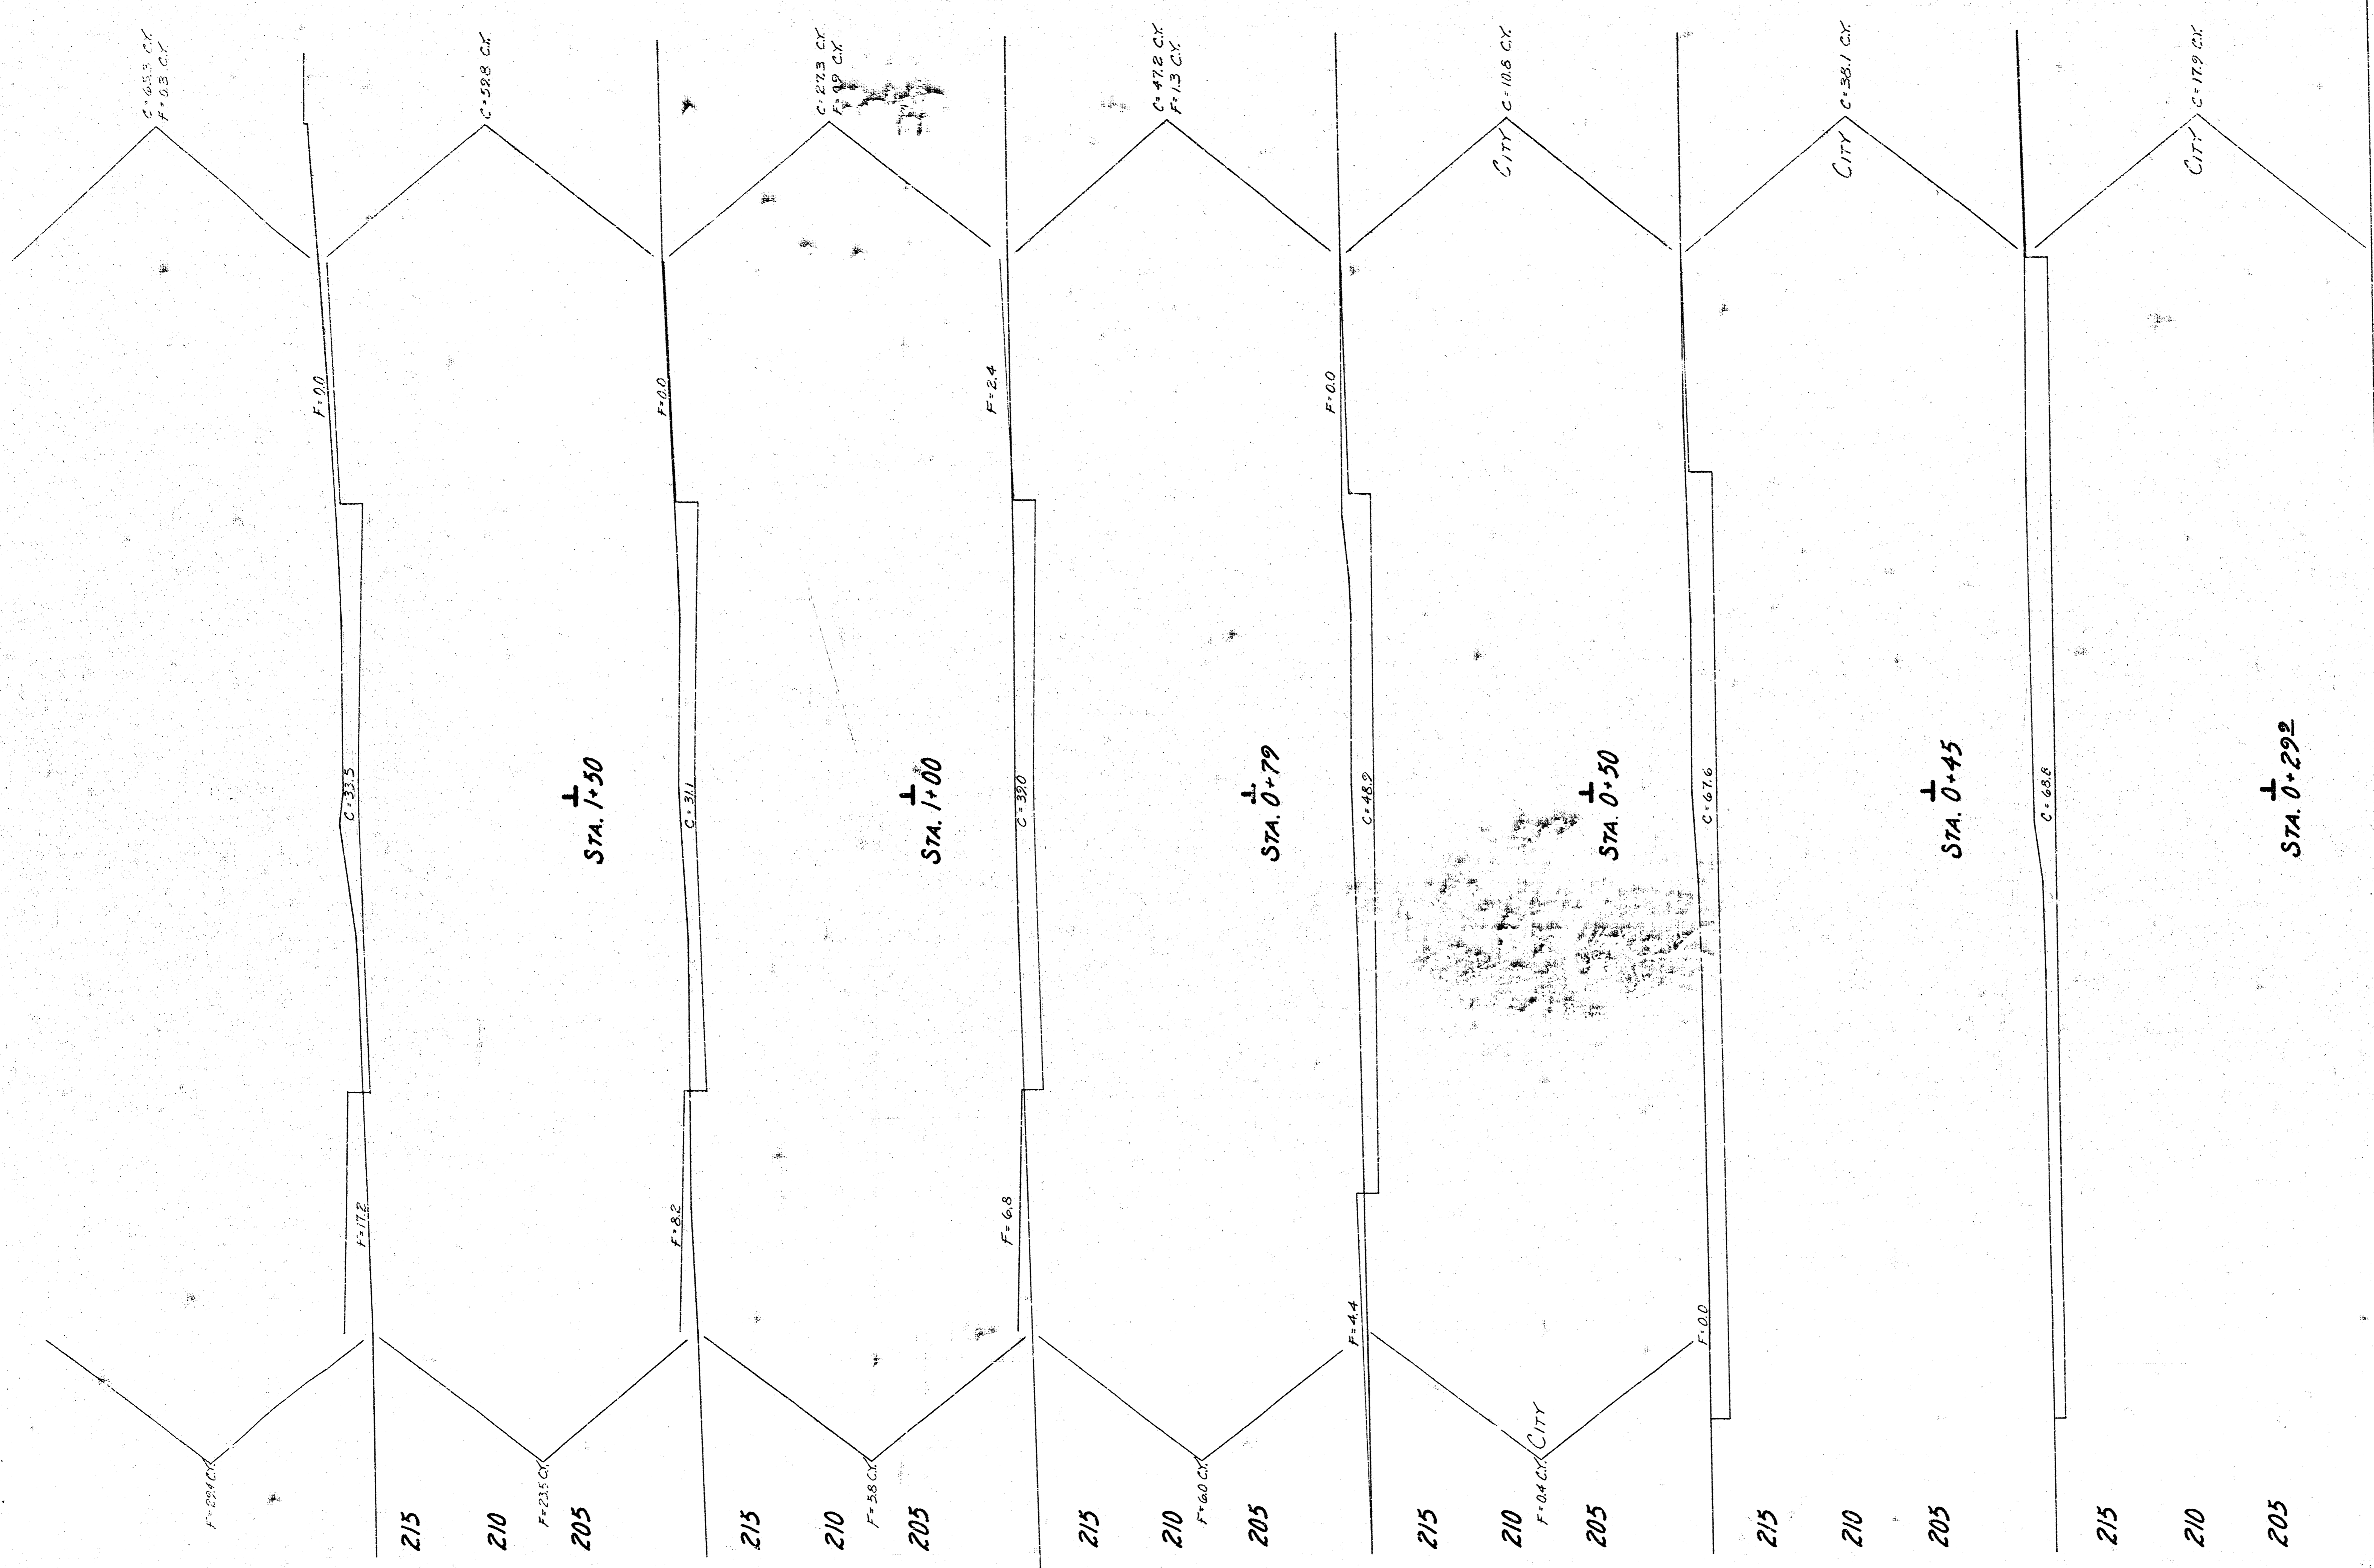 C=65.3 C.Y.
F=0.3 C.Y.
F=0.0
C=33.5
F=17.2
F=29.4 C.Y.
C=59.8 C.Y.
STA. 1+50
215
210
205
F=23.5 C.Y.
F=0.0
C=31.1
F=8.2
C=27.3 C.Y.
F=0.9 C.Y.
STA. 1+00
215
210
205
F=5.8 C.Y.
F=2.4
C=39.0
F=6.8
C=47.2 C.Y.
F=1.3 C.Y.
STA. 0+79
215
210
205
F=6.0 C.Y.
F=0.0
C=48.9
F=4.4
CITY
C=10.8 C.Y.
STA. 0+50
215
210
205
F=0.4 C.Y.
CITY
C=67.6
F=0.0
CITY
C=38.1 C.Y.
STA. 0+45
215
210
205
C=68.8
CITY
C=17.9 C.Y.
STA. 0+29²
215
210
205